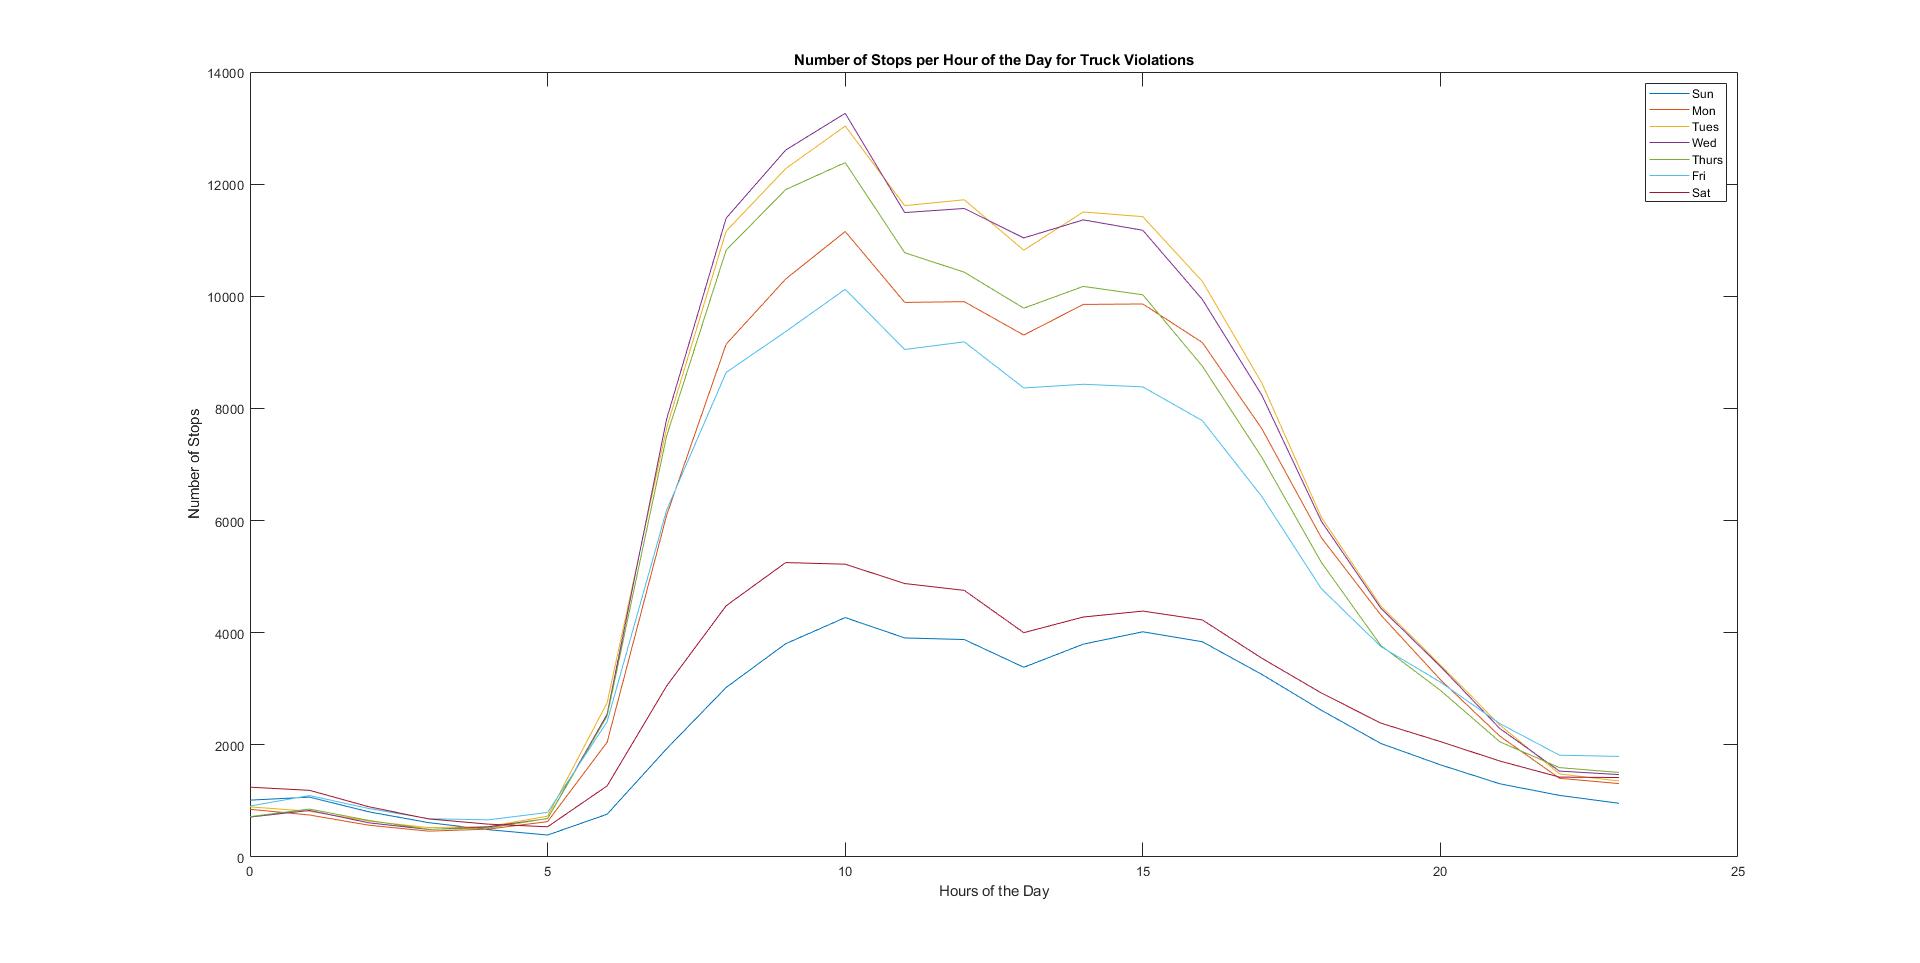 Number of Stops per Hour of the Day for Truck Violations
14000
12000
10000
8000
6000
4000
2000
0
Number of Stops
0 5 10 15 20 25
Hours of the Day
Sun
Mon
Tues
Wed
Thurs
Fri
Sat